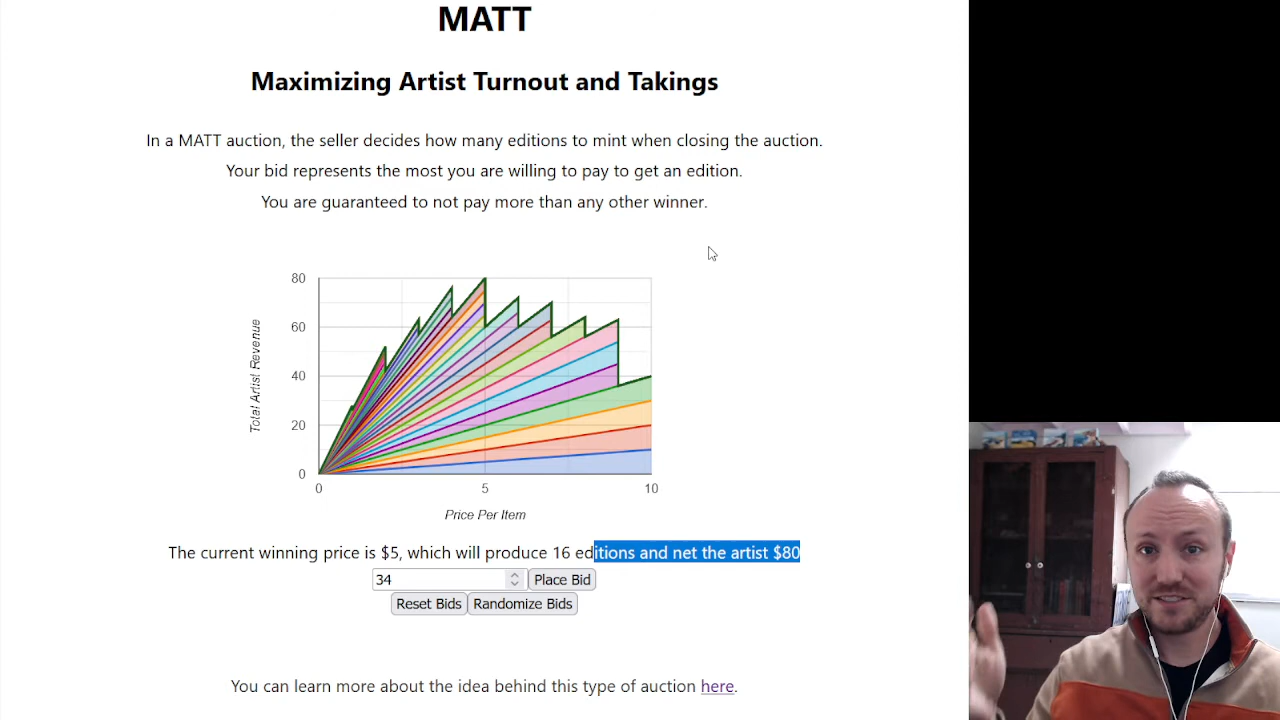 MATT
Maximizing Artist Turnout and Takings
In a MATT auction, the seller decides how many editions to mint when closing the auction.
Your bid represents the most you are willing to pay to get an edition.
You are guaranteed to not pay more than any other winner.
80
60
40
20
0
Total Artist Revenue
0 5 10
Price Per Item
The current winning price is $5, which will produce 16 editions and net the artist $80
34 Place Bid
Reset Bids Randomize Bids
You can learn more about the idea behind this type of auction here.